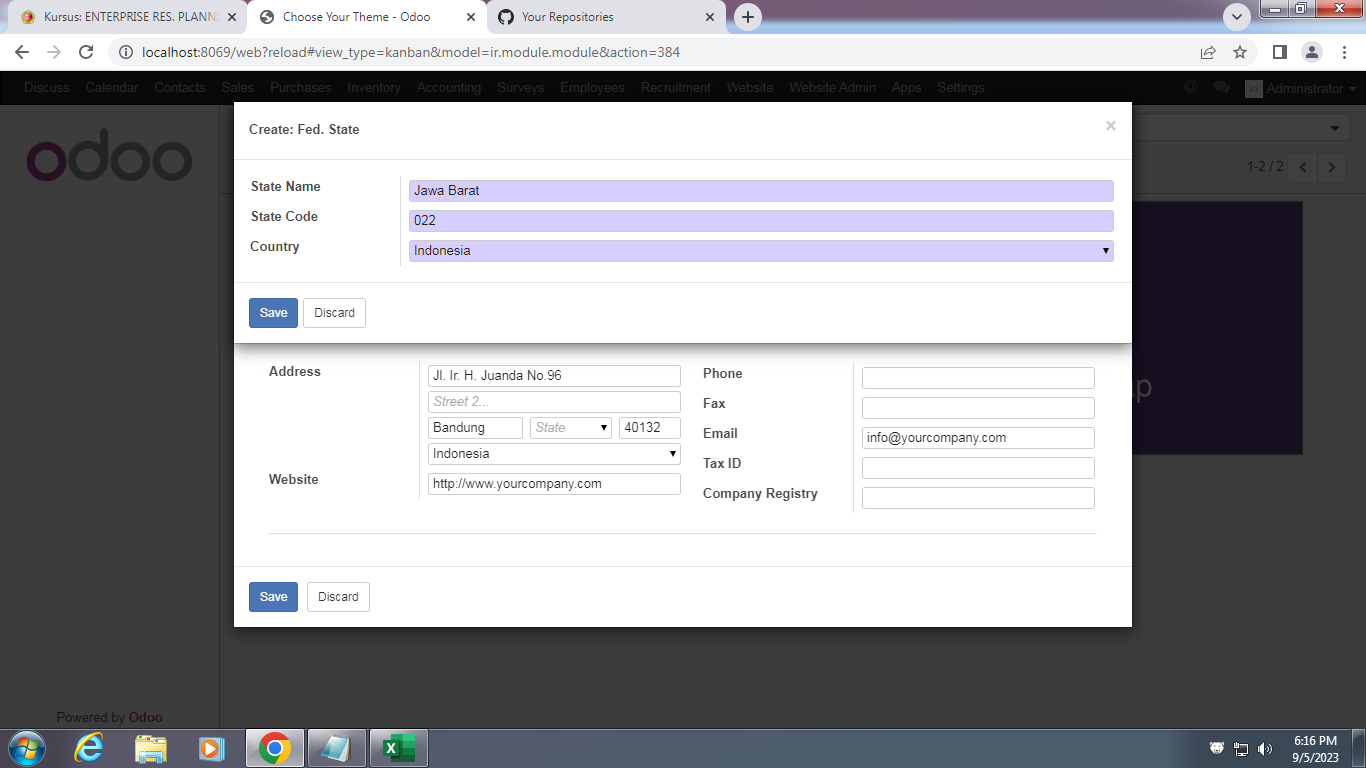 Kursus: ENTERPRISE RES. PLANNI
Choose Your Theme - Odoo
Your Repositories
localhost:8069/web?reload#view_type=kanban&model=ir.module.module&action=384
Discuss Calendar Contacts Sales Purchases Inventory Accounting Surveys Employees Recruitment Website Website Admin Apps Settings Administrator
odoo
Create: Fed. State
×
1-2 / 2
State Name Jawa Barat
State Code 022
Country Indonesia
Save Discard
Address Jl. Ir. H. Juanda No.96
Street 2...
Bandung State 40132
Indonesia
Website http://www.yourcompany.com
Phone
Fax
Email info@yourcompany.com
Tax ID
Company Registry
Save Discard
Powered by Odoo
6:16 PM
9/5/2023